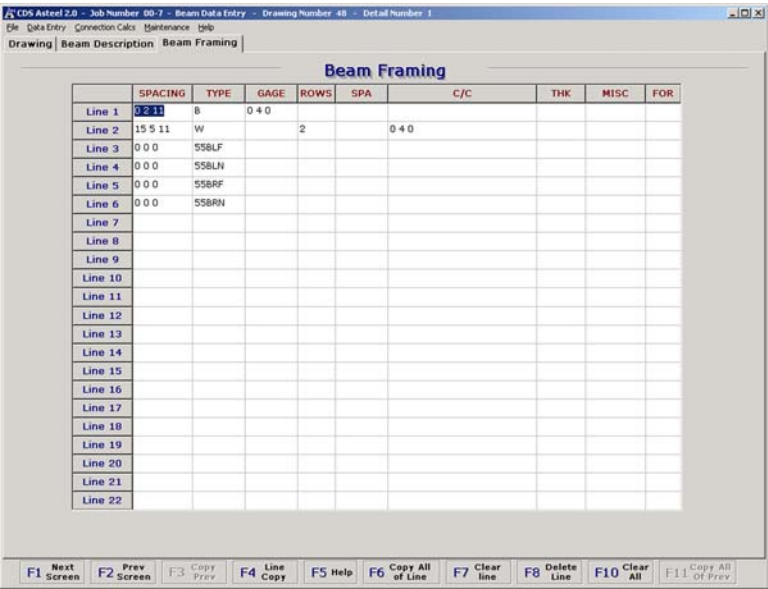 CDS Asteel 2.0 - Job Number 00-7 - Beam Data Entry - Drawing Number 4B - Detail Number 1
File Data Entry Connection Calcs Maintenance Help
Drawing Beam Description Beam Framing
Beam Framing
SPACING TYPE GAGE ROWS SPA C/C THK MISC FOR
Line 1 0 2 11 B 0 4 0
Line 2 15 5 11 W 2 0 4 0
Line 3 0 0 0 55BLF
Line 4 0 0 0 55BLN
Line 5 0 0 0 55BRF
Line 6 0 0 0 55BRN
Line 7
Line 8
Line 9
Line 10
Line 11
Line 12
Line 13
Line 14
Line 15
Line 16
Line 17
Line 18
Line 19
Line 20
Line 21
Line 22
F1 Next Screen F2 Prev Screen F3 Copy Prev F4 Line Copy F5 Help F6 Copy All of Line F7 Clear line F8 Delete Line F10 Clear All F11 Copy All Of Prev